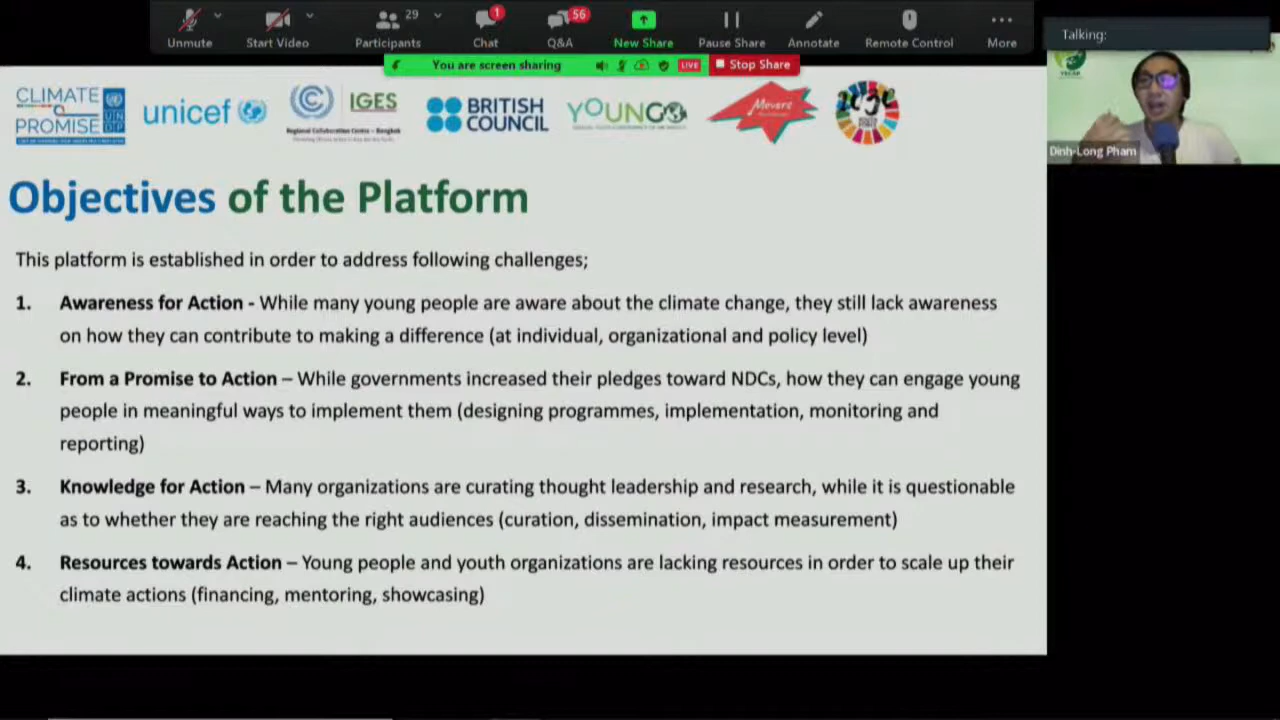 29
1
56
Unmute
Start Video
Participants
Chat
Q&A
New Share
Pause Share
Annotate
Remote Control
More
Talking:
You are screen sharing
LIVE
Stop Share
CLIMATE
PROMISE
UNDP
unicef
IGES
Regional Collaboration Centre – Bangkok
BRITISH
COUNCIL
YOUNGO
Movers
Dinh-Long Pham
Objectives of the Platform
This platform is established in order to address following challenges;
1. Awareness for Action - While many young people are aware about the climate change, they still lack awareness
on how they can contribute to making a difference (at individual, organizational and policy level)
2. From a Promise to Action – While governments increased their pledges toward NDCs, how they can engage young
people in meaningful ways to implement them (designing programmes, implementation, monitoring and
reporting)
3. Knowledge for Action – Many organizations are curating thought leadership and research, while it is questionable
as to whether they are reaching the right audiences (curation, dissemination, impact measurement)
4. Resources towards Action – Young people and youth organizations are lacking resources in order to scale up their
climate actions (financing, mentoring, showcasing)